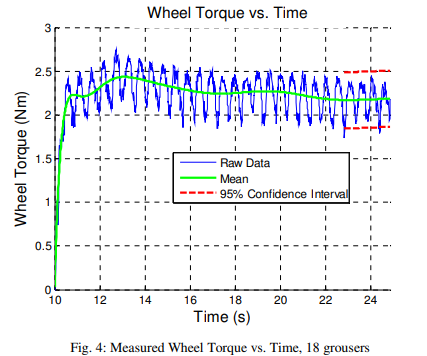 Wheel Torque vs. Time
3
2.5
2
1.5
1
0.5
0
Wheel Torque (Nm)
Raw Data
Mean
95% Confidence Interval
10 12 14 16 18 20 22 24
Time (s)
Fig. 4: Measured Wheel Torque vs. Time, 18 grousers